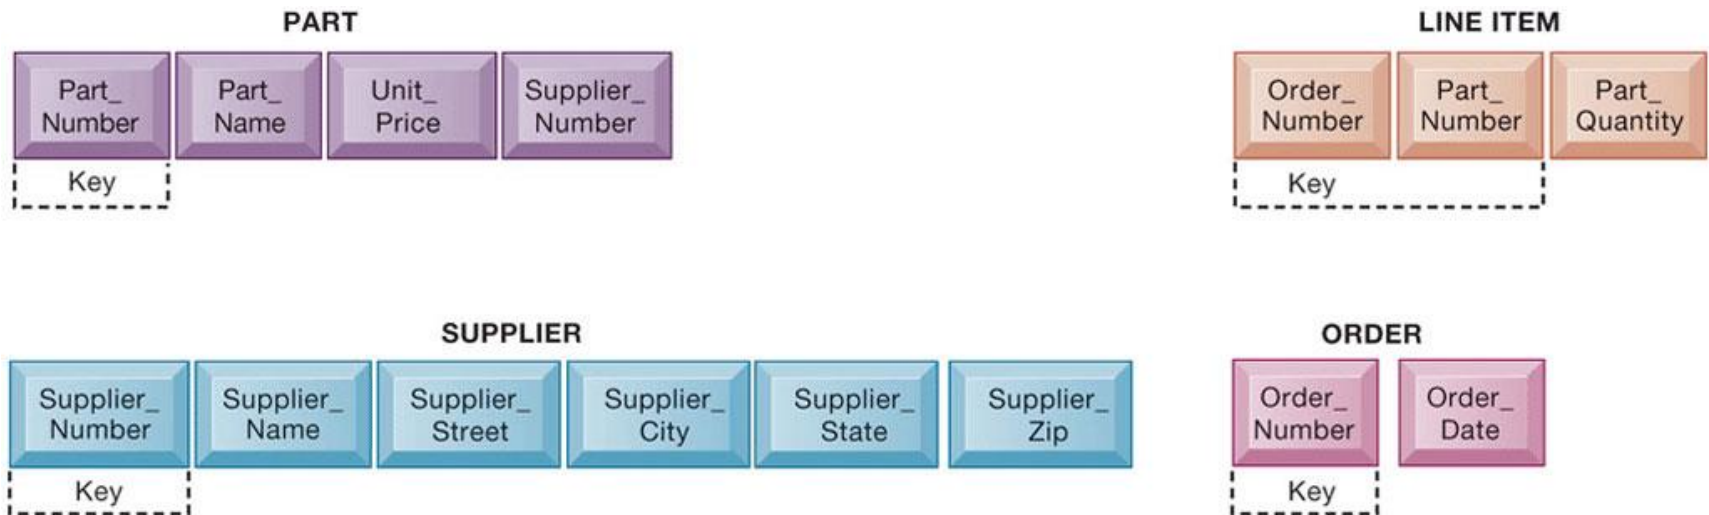 PART
Part_
Number
Part_
Name
Unit_
Price
Supplier_
Number
Key
LINE ITEM
Order_
Number
Part_
Number
Part_
Quantity
Key
SUPPLIER
Supplier_
Number
Supplier_
Name
Supplier_
Street
Supplier_
City
Supplier_
State
Supplier_
Zip
Key
ORDER
Order_
Number
Order_
Date
Key